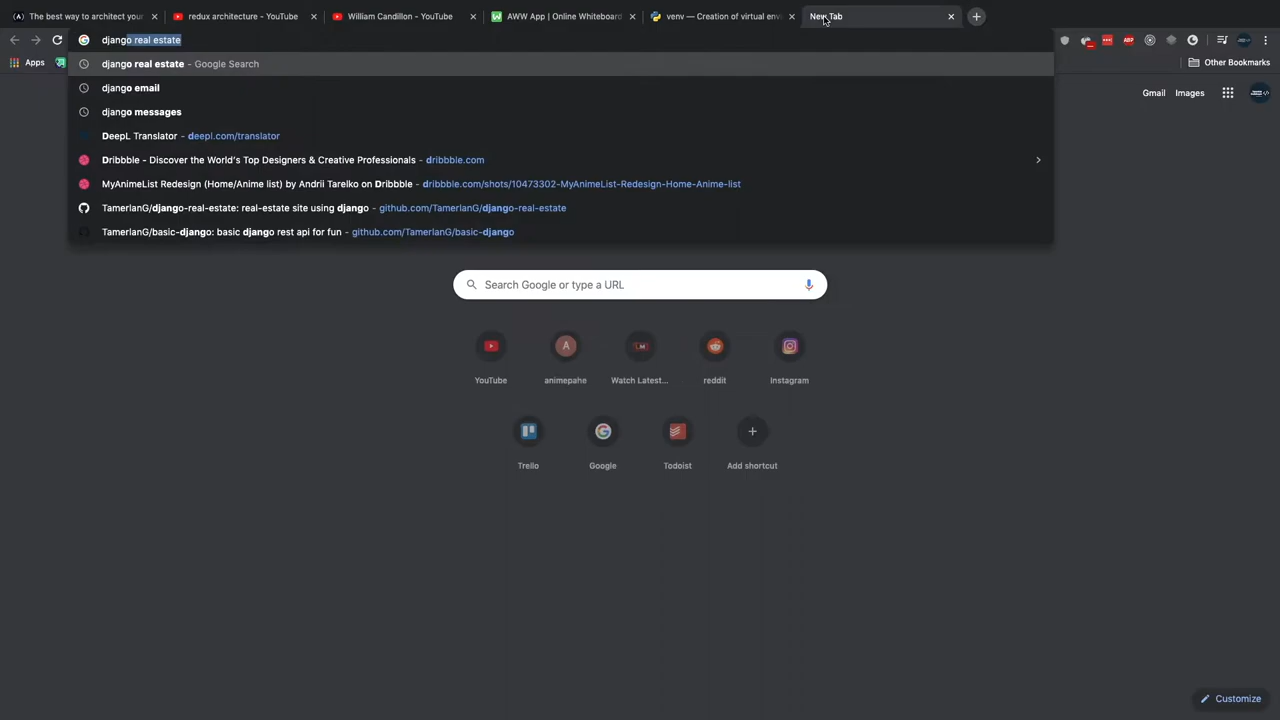 The best way to architect your
redux architecture - YouTube
William Candillon - YouTube
AWW App | Online Whiteboard
venv — Creation of virtual env
New Tab
django real estate
Apps
Other Bookmarks
django real estate - Google Search
django email
django messages
DeepL Translator - deepl.com/translator
Dribbble - Discover the World's Top Designers & Creative Professionals - dribbble.com
MyAnimeList Redesign (Home/Anime list) by Andrii Tarelko on Dribbble - dribbble.com/shots/10473302-MyAnimeList-Redesign-Home-Anime-list
TamerlanG/django-real-estate: real-estate site using django - github.com/TamerlanG/django-real-estate
TamerlanG/basic-django: basic django rest api for fun - github.com/TamerlanG/basic-django
Gmail Images
Search Google or type a URL
YouTube
A
animepahe
Watch Latest...
reddit
Instagram
Trello
Google
Todoist
Add shortcut
Customize